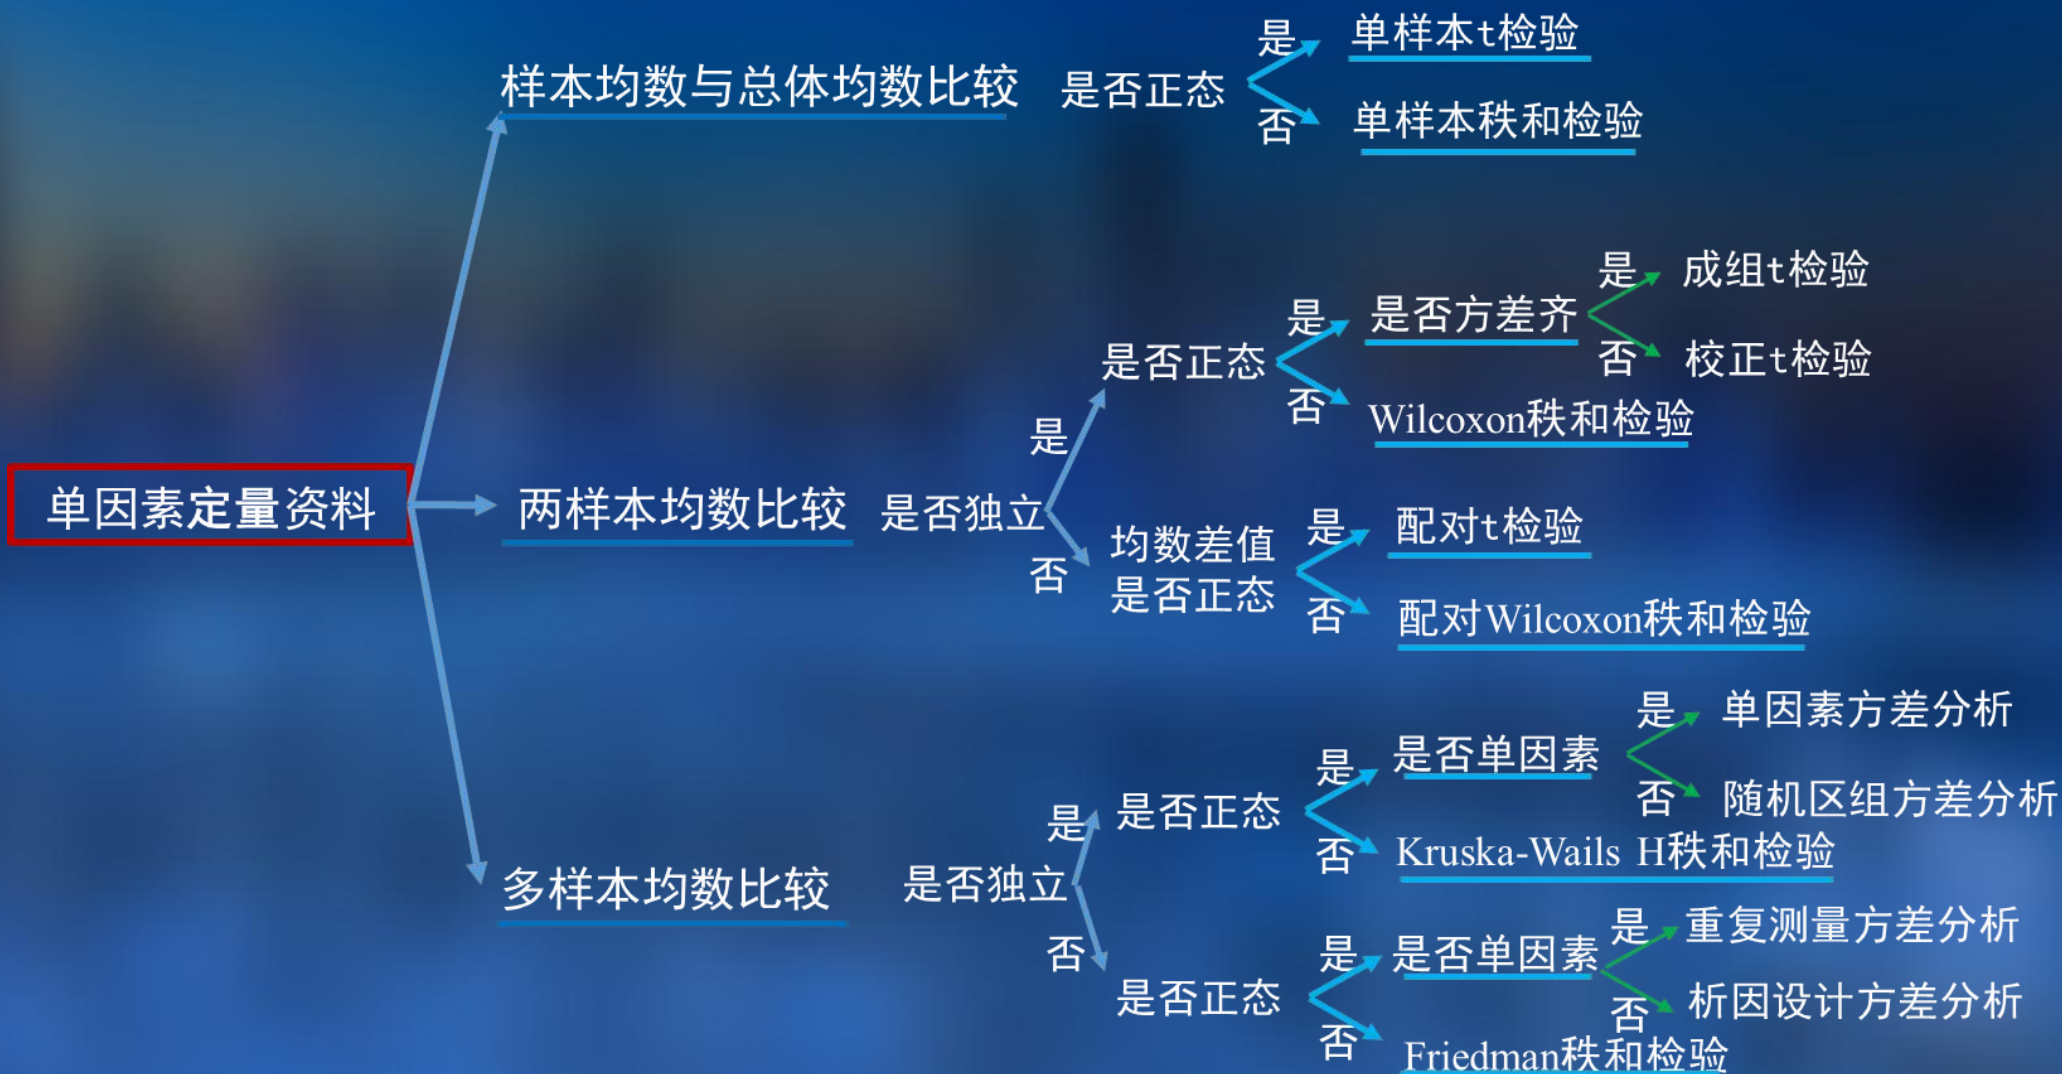 单因素定量资料
样本均数与总体均数比较
是否正态
是
单样本t检验
否
单样本秩和检验
两样本均数比较
是否独立
是
是否正态
是
是否方差齐
是
成组t检验
否
校正t检验
否
Wilcoxon秩和检验
否
均数差值
是否正态
是
配对t检验
否
配对Wilcoxon秩和检验
多样本均数比较
是否独立
是
是否正态
是
是否单因素
是
单因素方差分析
否
随机区组方差分析
否
Kruska-Wails H秩和检验
否
是否正态
是
是否单因素
是
重复测量方差分析
否
析因设计方差分析
否
Friedman秩和检验